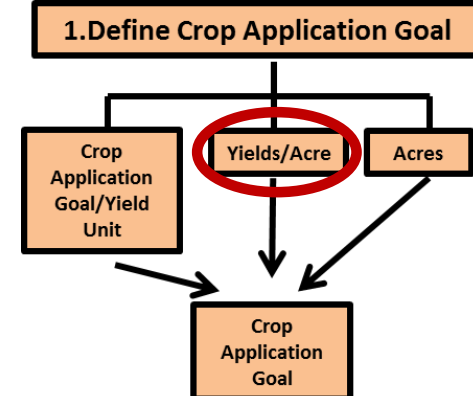 1.Define Crop Application Goal
Crop
Application
Goal/Yield
Unit
Yields/Acre
Acres
Crop
Application
Goal